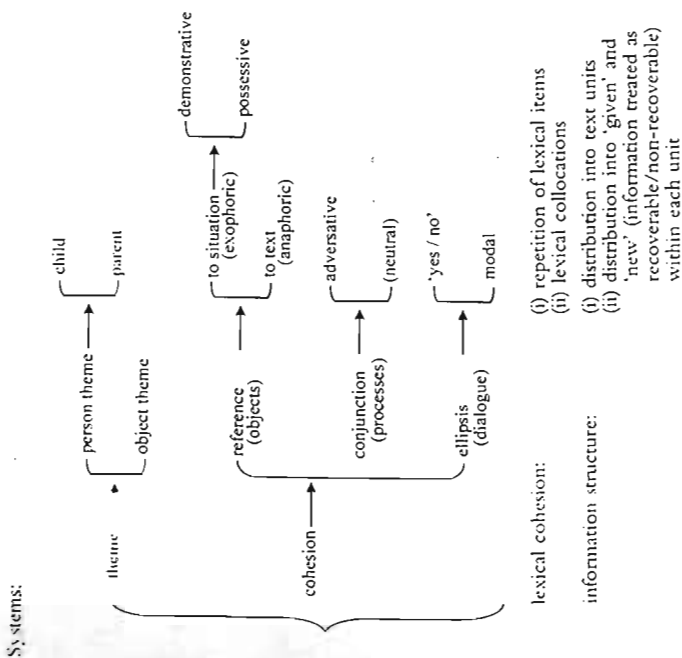 Systems:
theme
person theme
object theme
child
parent
cohesion
reference
(objects)
to situation
(exophoric)
to text
(anaphoric)
demonstrative
possessive
conjunction
(processes)
adversative
(neutral)
ellipsis
(dialogue)
'yes / no'
modal
lexical cohesion:
(i) repetition of lexical items
(ii) lexical collocations
information structure:
(i) distribution into text units
(ii) distribution into 'given' and
'new' (information treated as
recoverable/non-recoverable)
within each unit